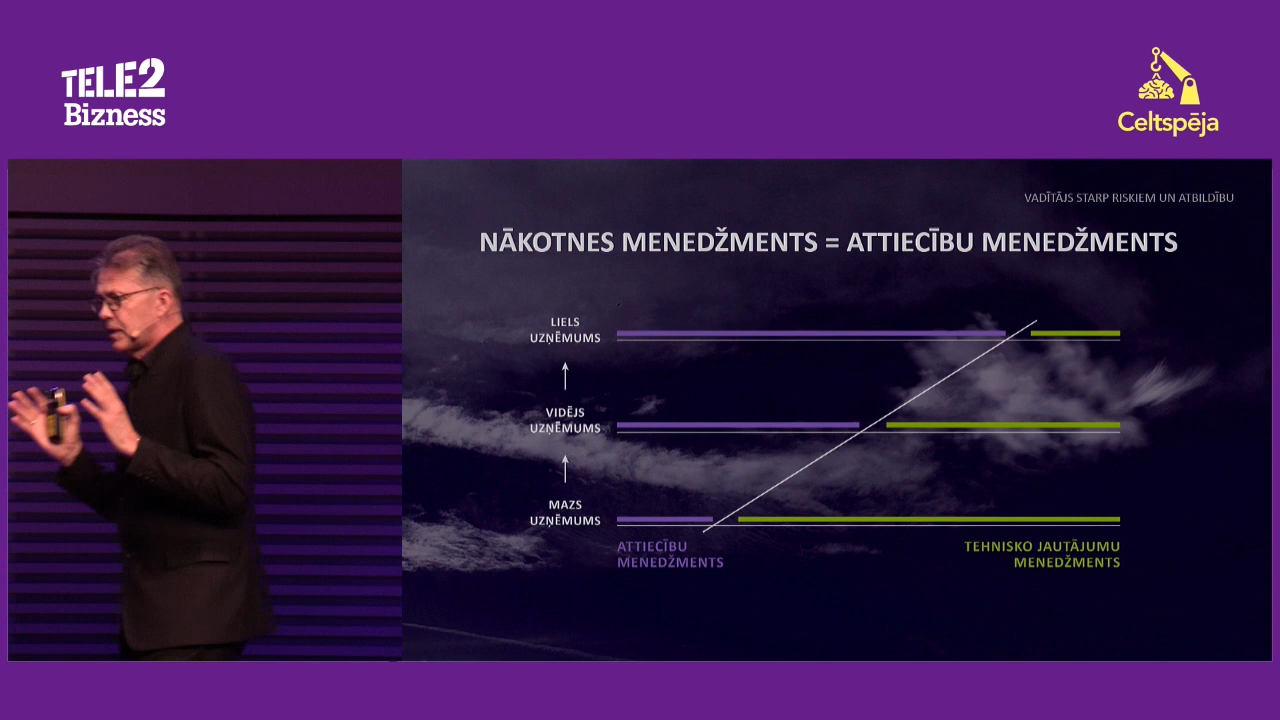 TELE2
Bizness
Celtspēja
VADĪTĀJS STARP RISKIEM UN ATBILDĪBU
NĀKOTNES MENEDŽMENTS = ATTIECĪBU MENEDŽMENTS
LIELS
UZŅĒMUMS
VIDĒJS
UZŅĒMUMS
MAZS
UZŅĒMUMS
ATTIECĪBU
MENEDŽMENTS
TEHNISKO JAUTĀJUMU
MENEDŽMENTS